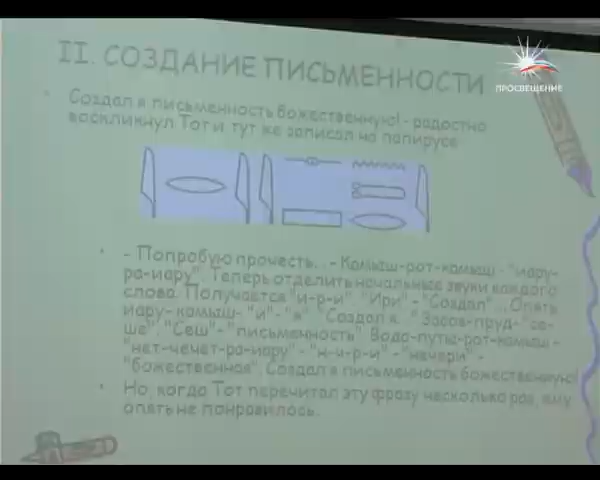 II. СОЗДАНИЕ ПИСЬМЕННОСТИ
ПРОСВЕЩЕНИЕ
Создал я письменность божественную! - радостно
воскликнул Тот и тут же записал на папирусе
- Попробую прочесть... - Камыш-рот-камыш - "иару-
ра-иару". Теперь отделить начальные звуки каждого
слова. Получается "и-р-и". "Ири" - "Создал"... Опять
иару-камыш- "и" - "я". "Создал я. "Засов-пруд-"се-
ше". "Сеш"- "письменность". Вода-путы-рот-камыш -
"нет-чечет-ра-иару" - "н-ч-р-и" - "нечери" -
"божественная". Создал я письменность божественную!
Но, когда Тот перечитал эту фразу несколько раз, ему
опять не понравилось.